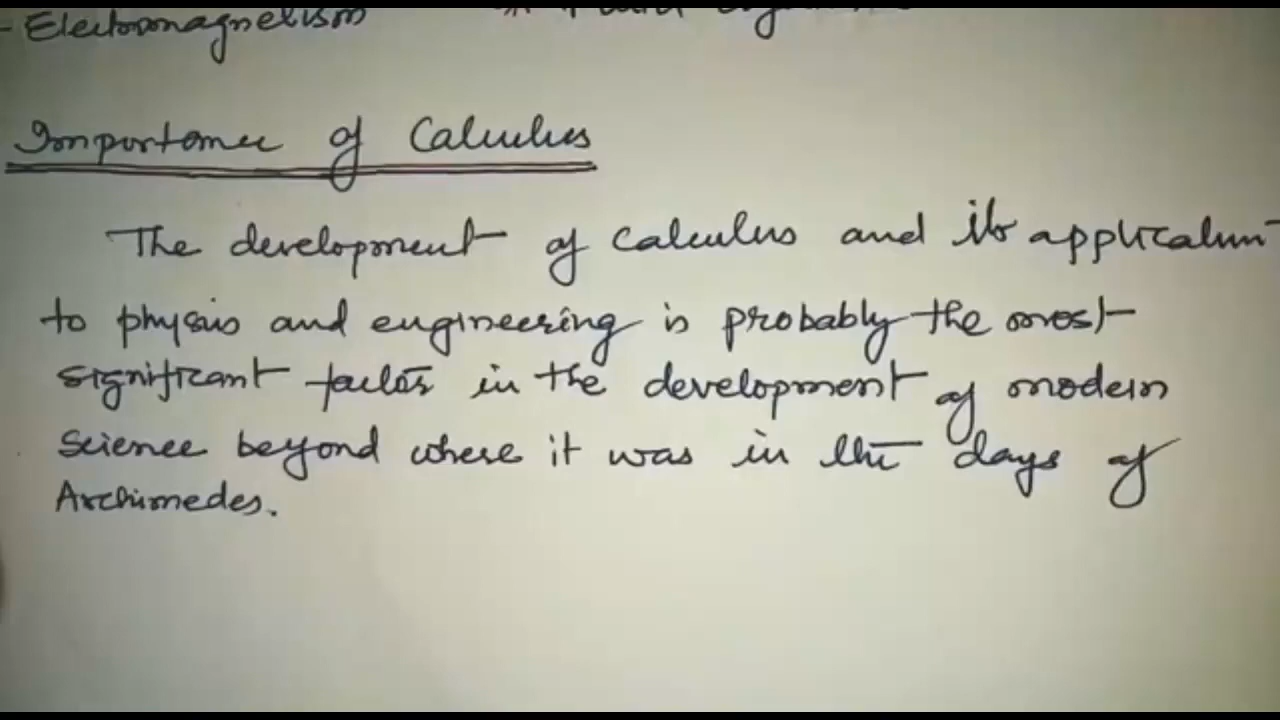 - Electromagnetism
Importance of Calculus
The development of calculus and its application
to physics and engineering is probably the most
significant factor in the development of modern
science beyond where it was in the days of
Archimedes.